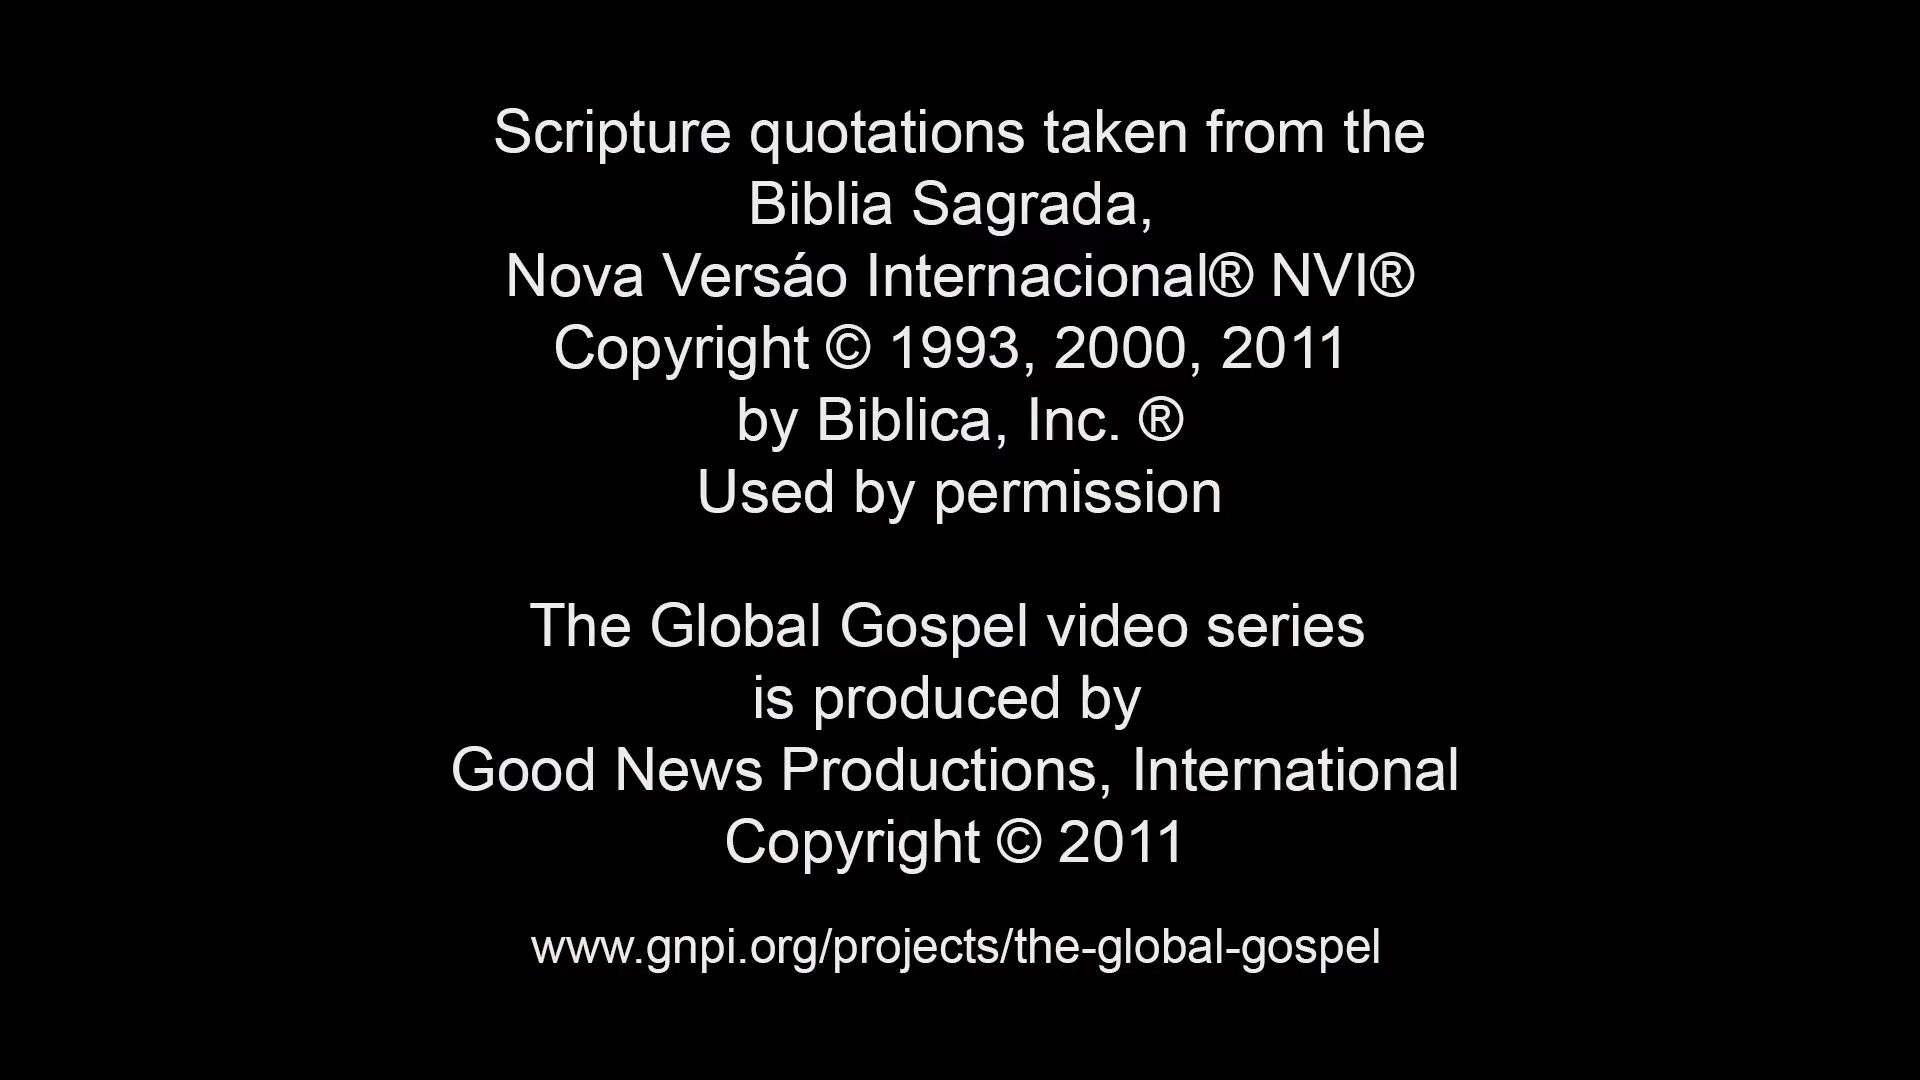 Scripture quotations taken from the
Biblia Sagrada,
Nova Versáo Internacional® NVI®
Copyright © 1993, 2000, 2011
by Biblica, Inc. ®
Used by permission
The Global Gospel video series
is produced by
Good News Productions, International
Copyright © 2011
www.gnpi.org/projects/the-global-gospel